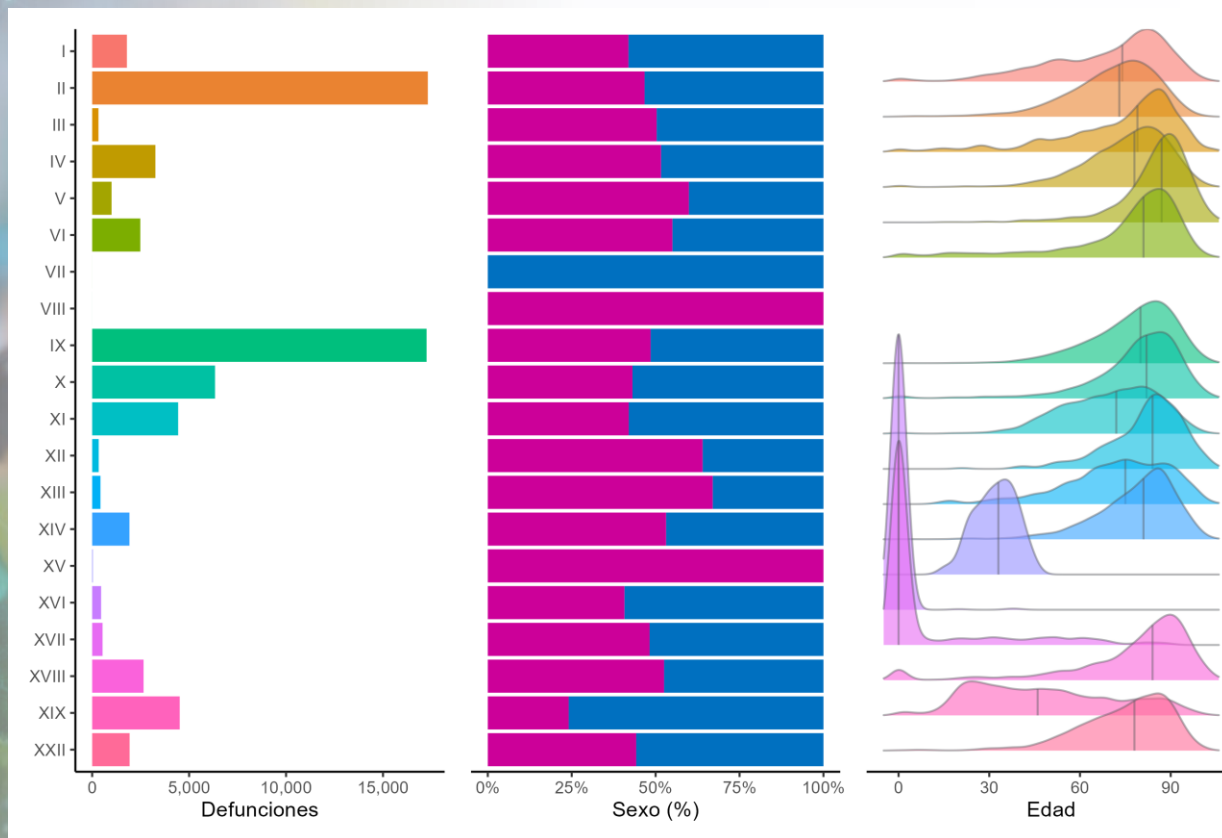 I
II
III
IV
V
VI
VII
VIII
IX
X
XI
XII
XIII
XIV
XV
XVI
XVII
XVIII
XIX
XXII
0 5,000 10,000 15,000
Defunciones
0% 25% 50% 75% 100%
Sexo (%)
0 30 60 90
Edad